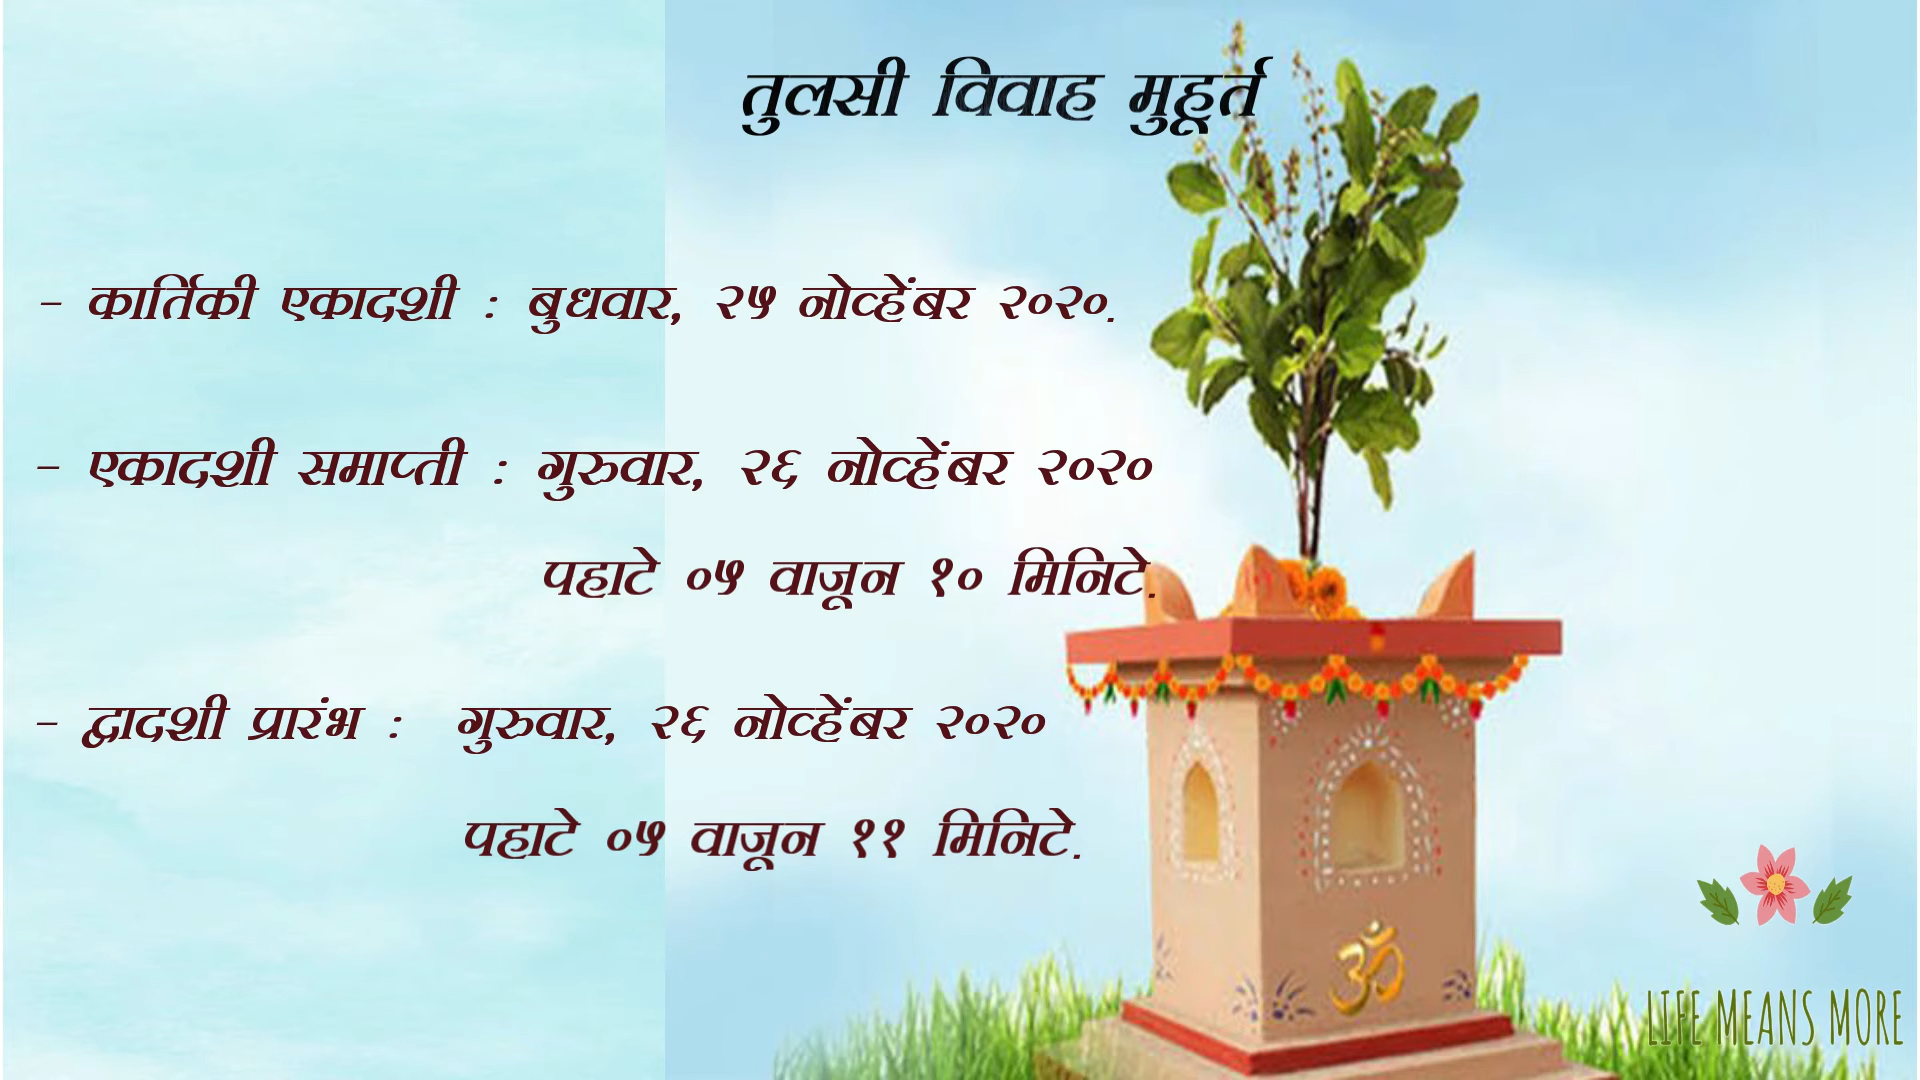 तुलसी विवाह मुहूर्त
- कार्तिकी एकादशी : बुधवार, २५ नोव्हेंबर २०२०.
- एकादशी समाप्ती : गुरुवार, २६ नोव्हेंबर २०२०
पहाटे ०५ वाजून १० मिनिटे.
- द्वादशी प्रारंभ : गुरुवार, २६ नोव्हेंबर २०२०
पहाटे ०५ वाजून ११ मिनिटे.
ॐ
LIFE MEANS MORE